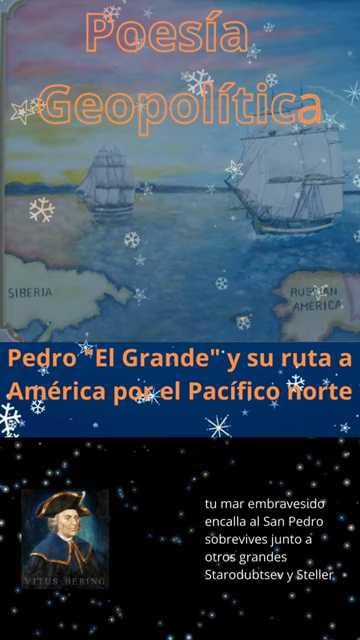 Poesía
Geopolítica
SIBERIA
RUSSIAN
AMERICA
Pedro "El Grande" y su ruta a
América por el Pacífico norte
tu mar embravesido
encalla al San Pedro
sobrevives junto a
otros grandes
Starodubtsev y Steller
VITUS BERING